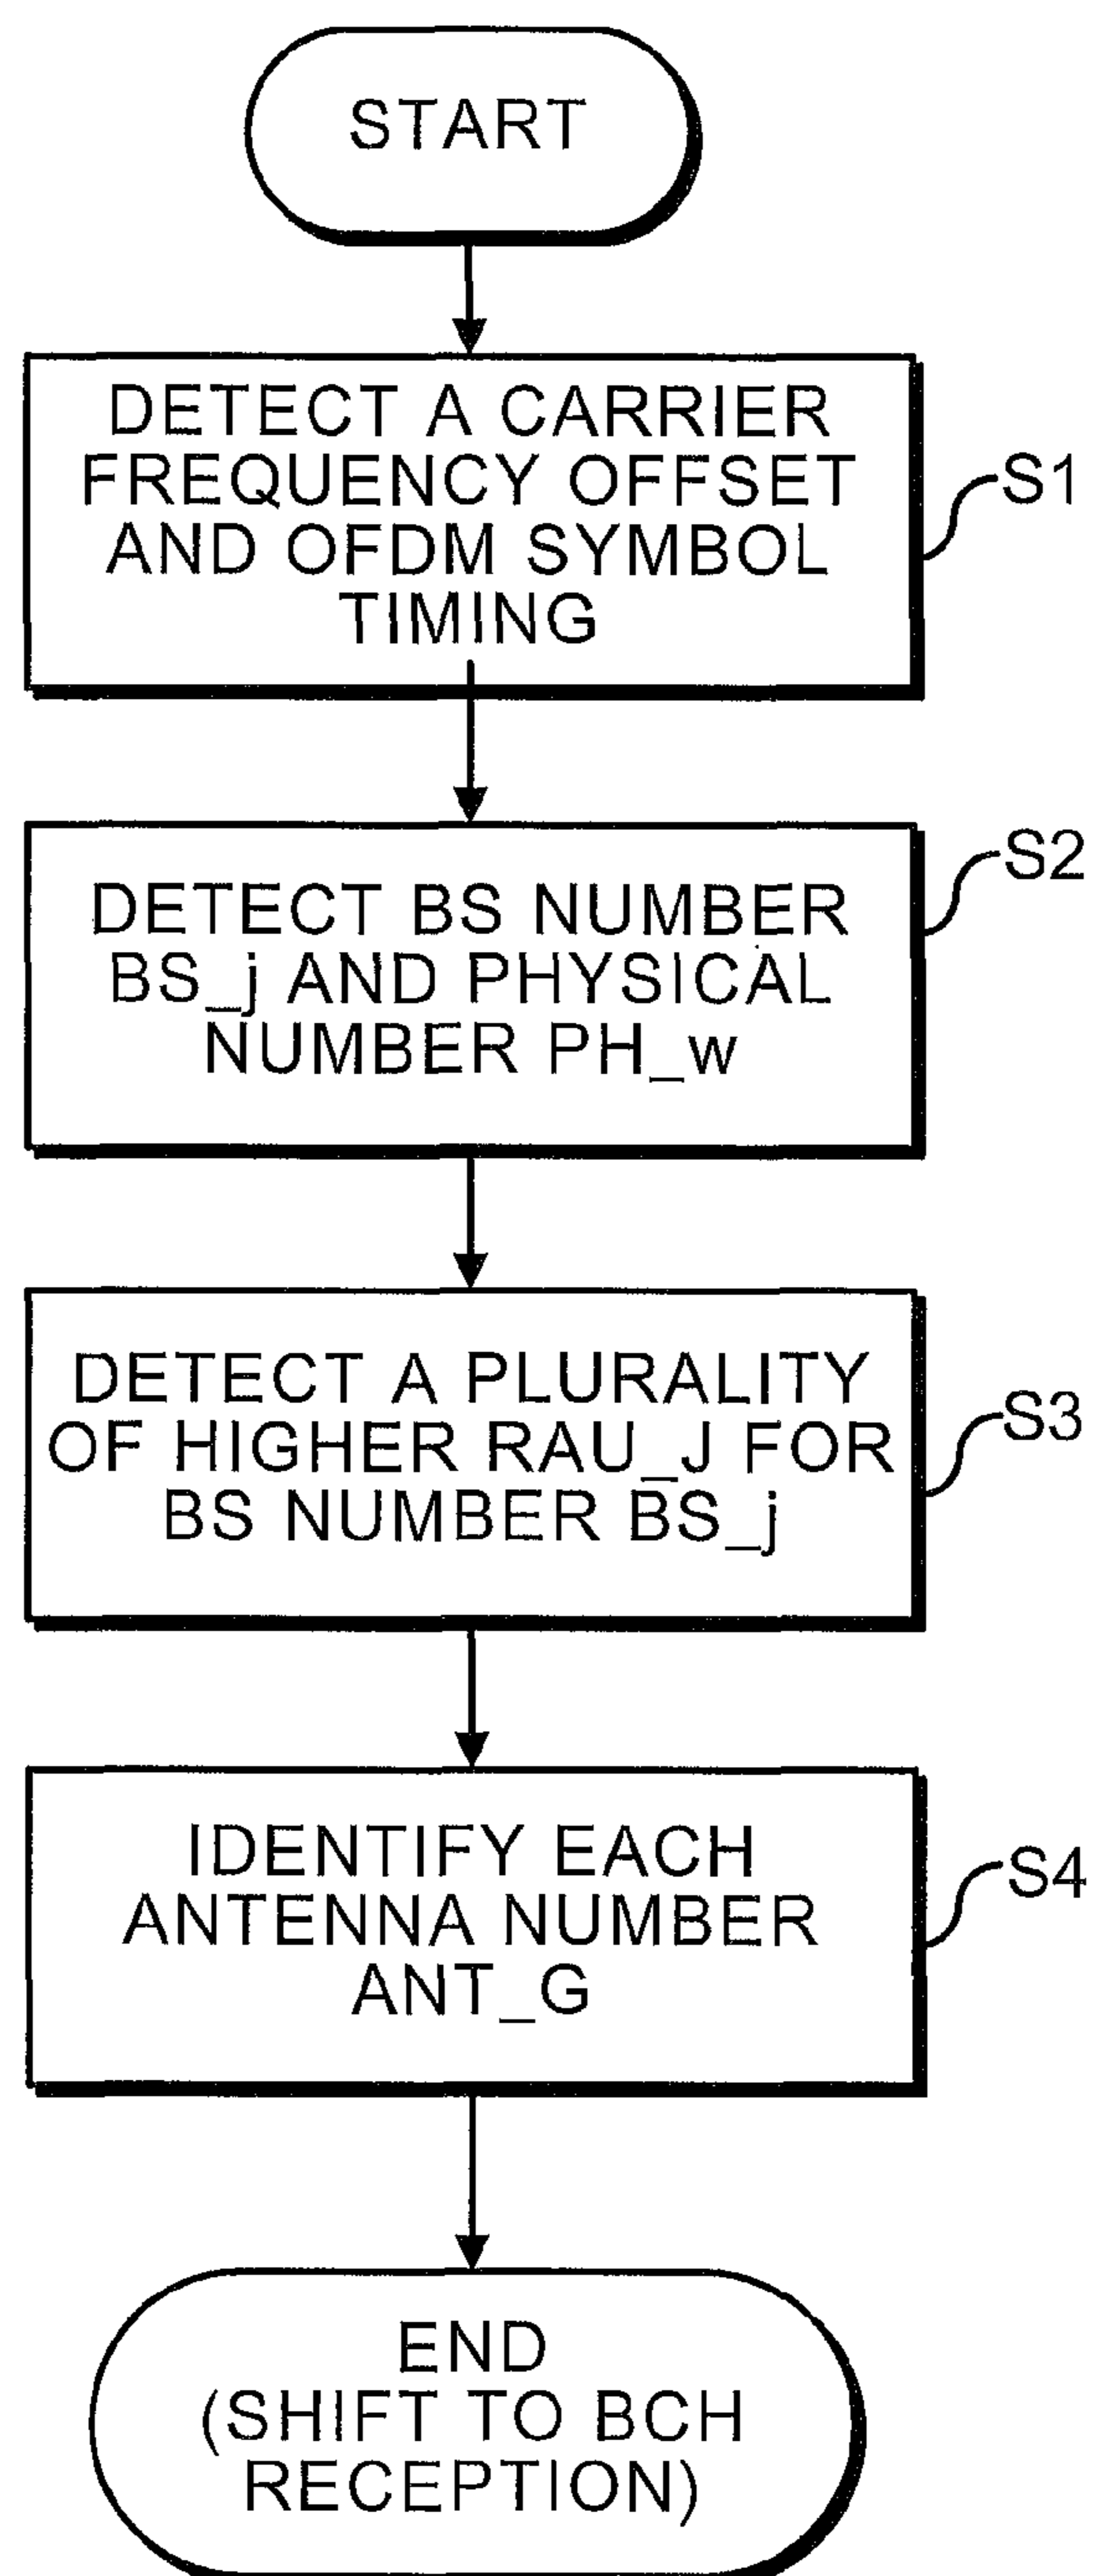 START
DETECT A CARRIER
FREQUENCY OFFSET
AND OFDM SYMBOL
TIMING
S1
DETECT BS NUMBER
BS_j AND PHYSICAL
NUMBER PH_w
S2
DETECT A PLURALITY
OF HIGHER RAU_J FOR
BS NUMBER BS_j
S3
IDENTIFY EACH
ANTENNA NUMBER
ANT_G
S4
END
(SHIFT TO BCH
RECEPTION)